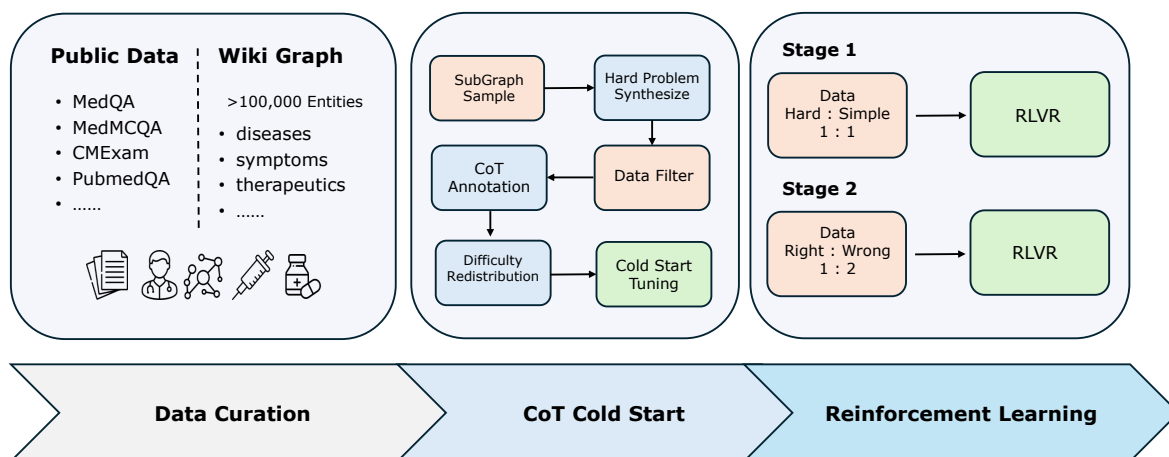 Public Data
• MedQA
• MedMCQA
• CMExam
• PubmedQA
• ......
Wiki Graph
>100,000 Entities
• diseases
• symptoms
• therapeutics
• ......
SubGraph
Sample
Hard Problem
Synthesize
CoT
Annotation
Data Filter
Difficulty
Redistribution
Cold Start
Tuning
Stage 1
Data
Hard : Simple
1 : 1
RLVR
Stage 2
Data
Right : Wrong
1 : 2
RLVR
Data Curation
CoT Cold Start
Reinforcement Learning